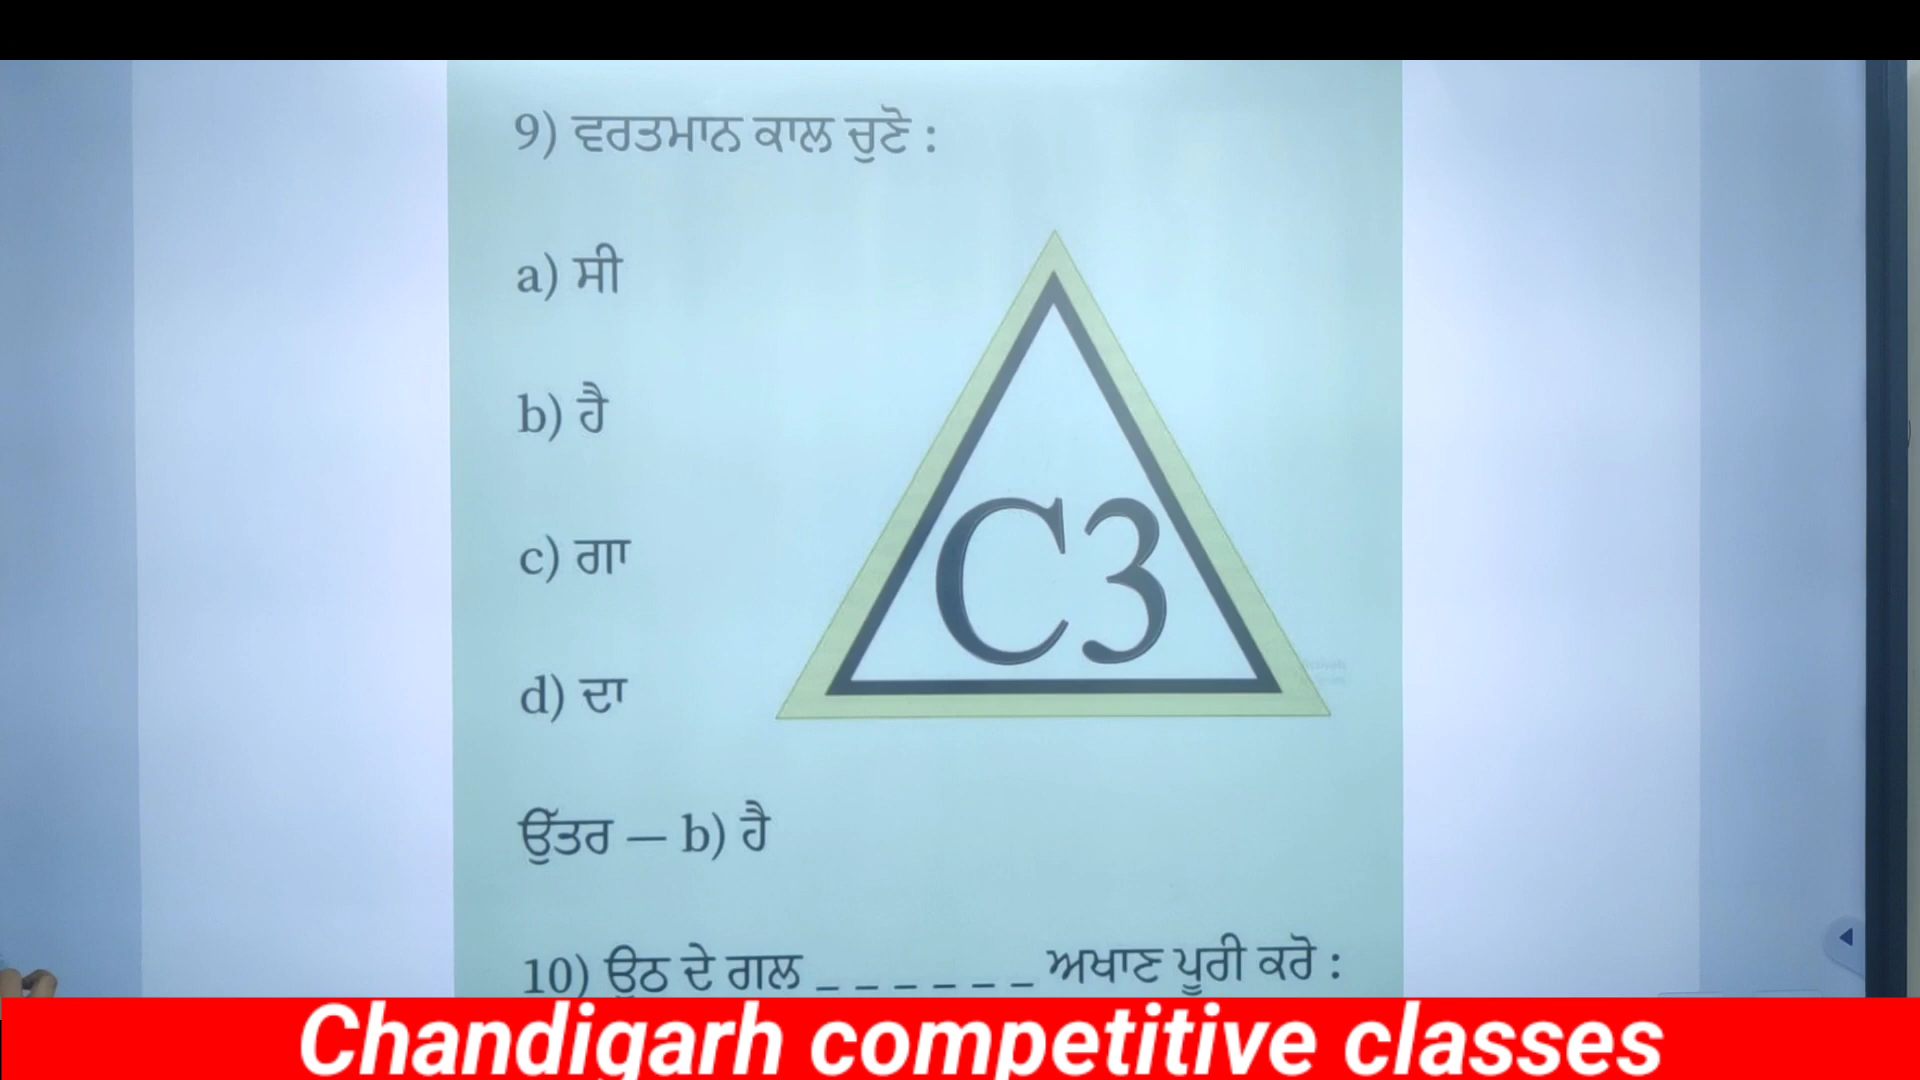 9) ਵਰਤਮਾਨ ਕਾਲ ਚੁਣੋ :
a) ਸੀ
b) ਹੈ
c) ਗਾ
d) ਦਾ
C3
ਉੱਤਰ – b) ਹੈ
10) ਉਠ ਦੇ ਗਲ _ _ _ _ _ _ ਅਖਾਣ ਪੂਰੀ ਕਰੋ :
Chandigarh competitive classes